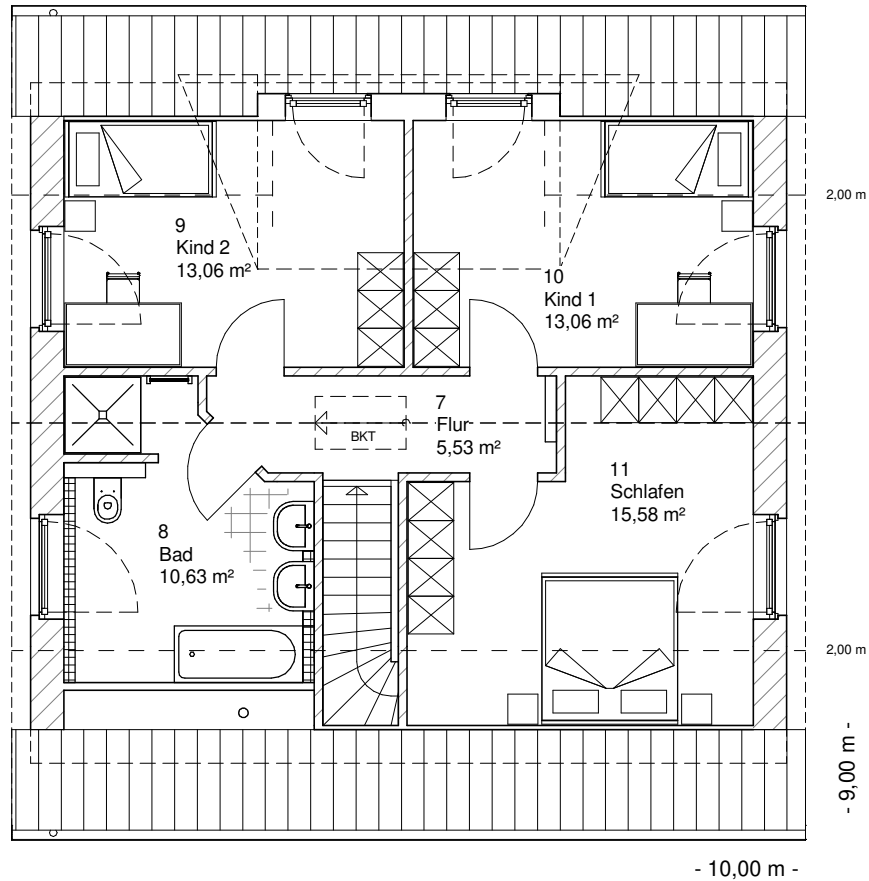 2,00 m
9
Kind 2
13,06 m²
10
Kind 1
13,06 m²
7
Flur
5,53 m²
BKT
11
Schlafen
15,58 m²
8
Bad
10,63 m²
2,00 m
- 9,00 m -
- 10,00 m -